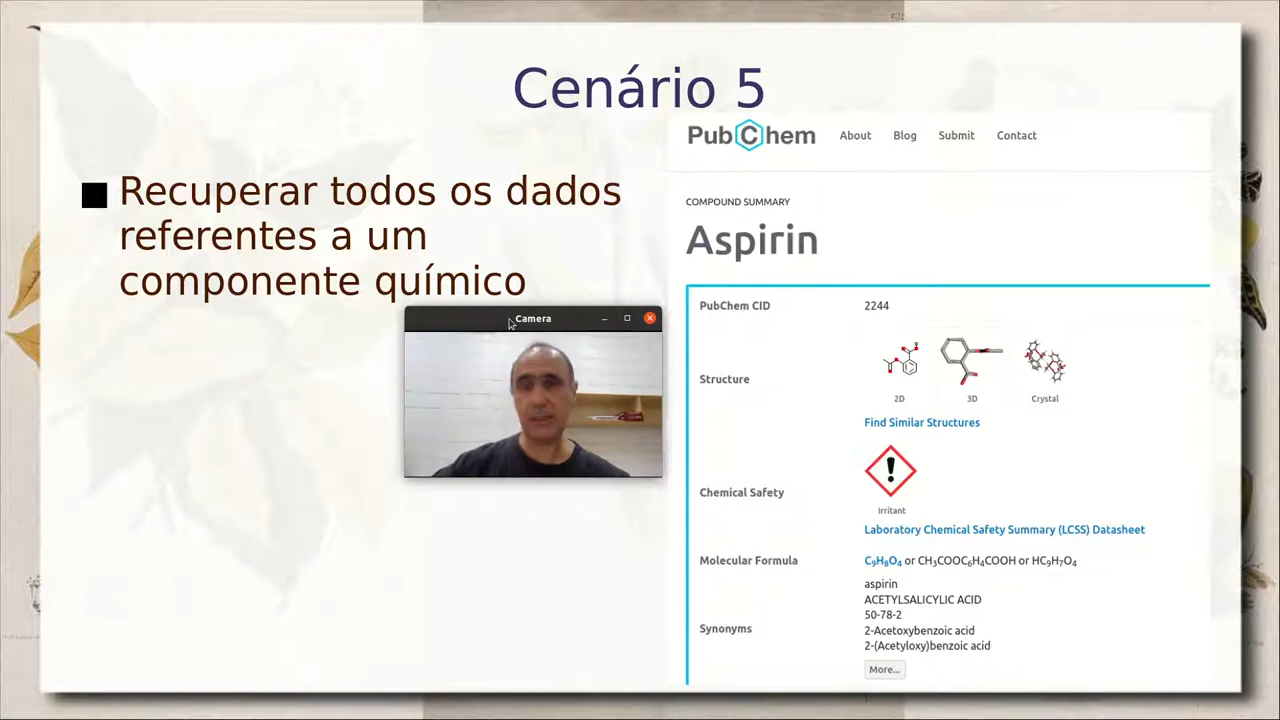 Cenário 5
Recuperar todos os dados
referentes a um
componente químico
Camera
PubChem About Blog Submit Contact
COMPOUND SUMMARY
Aspirin
PubChem CID 2244
Structure
2D 3D Crystal
Find Similar Structures
Chemical Safety
Irritant
Laboratory Chemical Safety Summary (LCSS) Datasheet
Molecular Formula C₉H₈O₄ or CH₃COOC₆H₄COOH or HC₉H₇O₄
Synonyms
aspirin
ACETYLSALICYLIC ACID
50-78-2
2-Acetoxybenzoic acid
2-(Acetyloxy)benzoic acid
More...